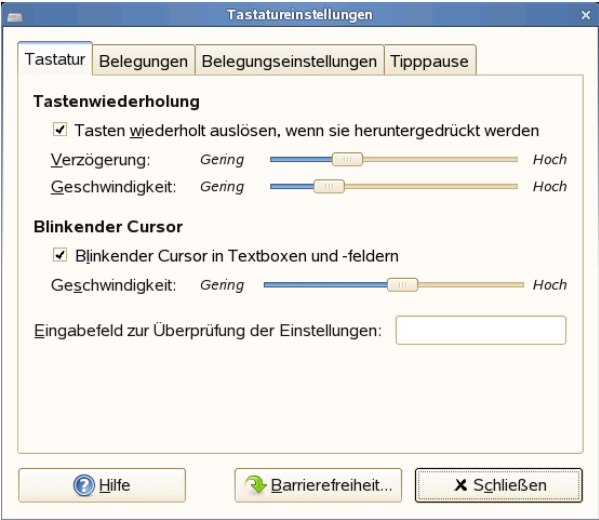 Tastatureinstellungen
Tastatur Belegungen Belegungseinstellungen Tipppause
Tastenwiederholung
Tasten wiederholt auslösen, wenn sie heruntergedrückt werden
Verzögerung: Gering Hoch
Geschwindigkeit: Gering Hoch
Blinkender Cursor
Blinkender Cursor in Textboxen und -feldern
Geschwindigkeit: Gering Hoch
Eingabefeld zur Überprüfung der Einstellungen:
Hilfe Barrierefreiheit... Schließen